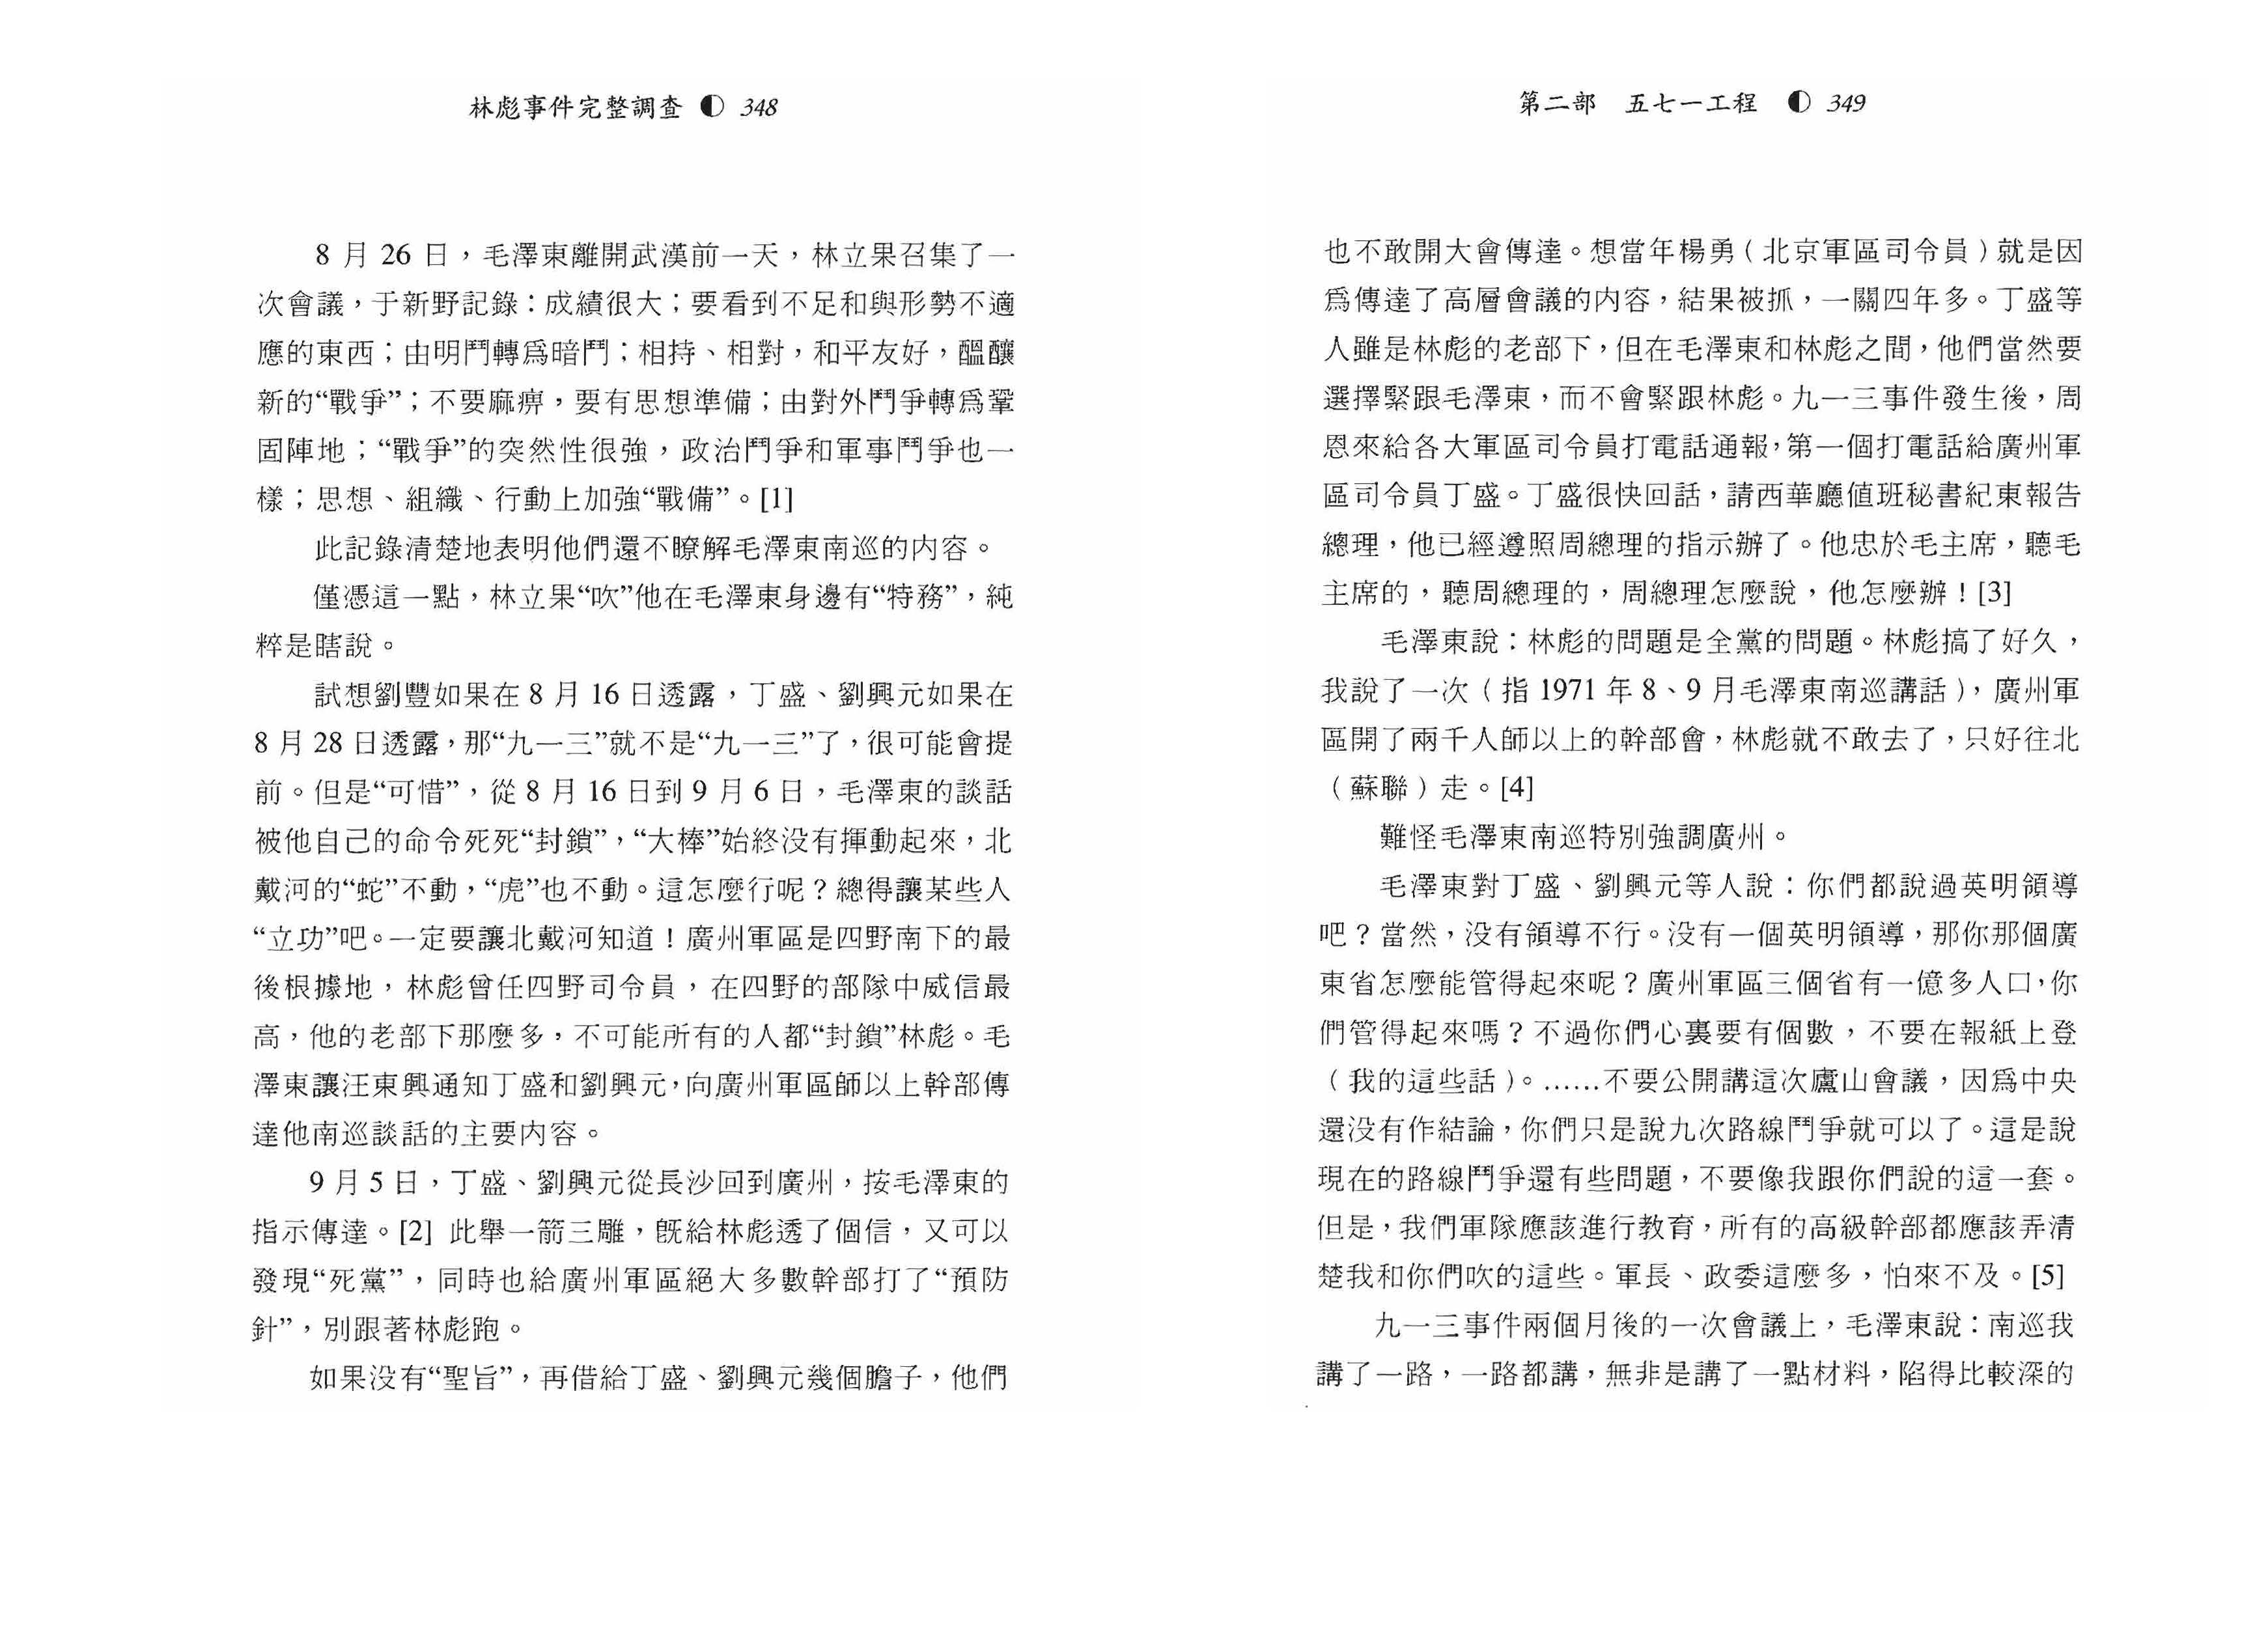 林彪事件完整調查 ◐ 348
8 月 26 日，毛澤東離開武漢前一天，林立果召集了一
次會議，于新野記錄：成績很大；要看到不足和與形勢不適
應的東西；由明鬥轉爲暗鬥；相持、相對，和平友好，醞釀
新的“戰爭”；不要麻痹，要有思想準備；由對外鬥爭轉爲鞏
固陣地；“戰爭”的突然性很強，政治鬥爭和軍事鬥爭也一
樣；思想、組織、行動上加強“戰備”。[1]
此記錄清楚地表明他們還不瞭解毛澤東南巡的内容。
僅憑這一點，林立果“吹”他在毛澤東身邊有“特務”，純
粹是瞎說。
試想劉豐如果在 8 月 16 日透露，丁盛、劉興元如果在
8 月 28 日透露，那“九一三”就不是“九一三”了，很可能會提
前。但是“可惜”，從 8 月 16 日到 9 月 6 日，毛澤東的談話
被他自己的命令死死“封鎖”，“大棒”始終没有揮動起來，北
戴河的“蛇”不動，“虎”也不動。這怎麼行呢？總得讓某些人
“立功”吧。一定要讓北戴河知道！廣州軍區是四野南下的最
後根據地，林彪曾任四野司令員，在四野的部隊中威信最
高，他的老部下那麼多，不可能所有的人都“封鎖”林彪。毛
澤東讓汪東興通知丁盛和劉興元，向廣州軍區師以上幹部傳
達他南巡談話的主要内容。
9 月 5 日，丁盛、劉興元從長沙回到廣州，按毛澤東的
指示傳達。[2] 此舉一箭三雕，既給林彪透了個信，又可以
發現“死黨”，同時也給廣州軍區絕大多數幹部打了“預防
針”，別跟著林彪跑。
如果没有“聖旨”，再借給丁盛、劉興元幾個膽子，他們
第二部 五七一工程 ◐ 349
也不敢開大會傳達。想當年楊勇（北京軍區司令員）就是因
爲傳達了高層會議的内容，結果被抓，一關四年多。丁盛等
人雖是林彪的老部下，但在毛澤東和林彪之間，他們當然要
選擇緊跟毛澤東，而不會緊跟林彪。九一三事件發生後，周
恩來給各大軍區司令員打電話通報，第一個打電話給廣州軍
區司令員丁盛。丁盛很快回話，請西華廳值班秘書紀東報告
總理，他已經遵照周總理的指示辦了。他忠於毛主席，聽毛
主席的，聽周總理的，周總理怎麼說，他怎麼辦！[3]
毛澤東說：林彪的問題是全黨的問題。林彪搞了好久，
我說了一次（指 1971 年 8、9 月毛澤東南巡講話），廣州軍
區開了兩千人師以上的幹部會，林彪就不敢去了，只好往北
（蘇聯）走。[4]
難怪毛澤東南巡特別強調廣州。
毛澤東對丁盛、劉興元等人說：你們都說過英明領導
吧？當然，没有領導不行。没有一個英明領導，那你那個廣
東省怎麼能管得起來呢？廣州軍區三個省有一億多人口，你
們管得起來嗎？不過你們心裏要有個數，不要在報紙上登
（我的這些話）。……不要公開講這次廬山會議，因爲中央
還没有作結論，你們只是說九次路線鬥爭就可以了。這是說
現在的路線鬥爭還有些問題，不要像我跟你們說的這一套。
但是，我們軍隊應該進行教育，所有的高級幹部都應該弄清
楚我和你們吹的這些。軍長、政委這麼多，怕來不及。[5]
九一三事件兩個月後的一次會議上，毛澤東說：南巡我
講了一路，一路都講，無非是講了一點材料，陷得比較深的